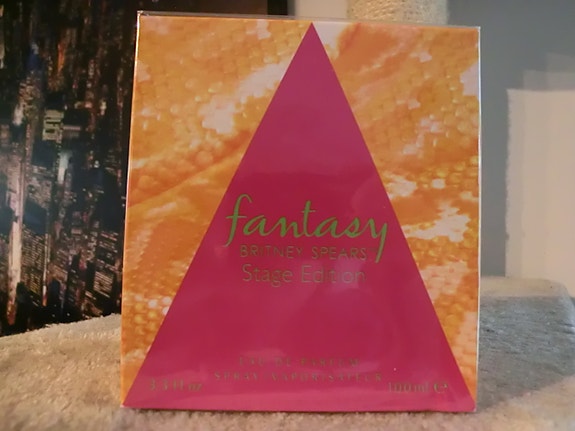 fantasy
BRITNEY SPEARS
Stage Edition
EAU DE PARFUM
3.3 fl oz SPRAY VAPORISATEUR 100 ml ℮